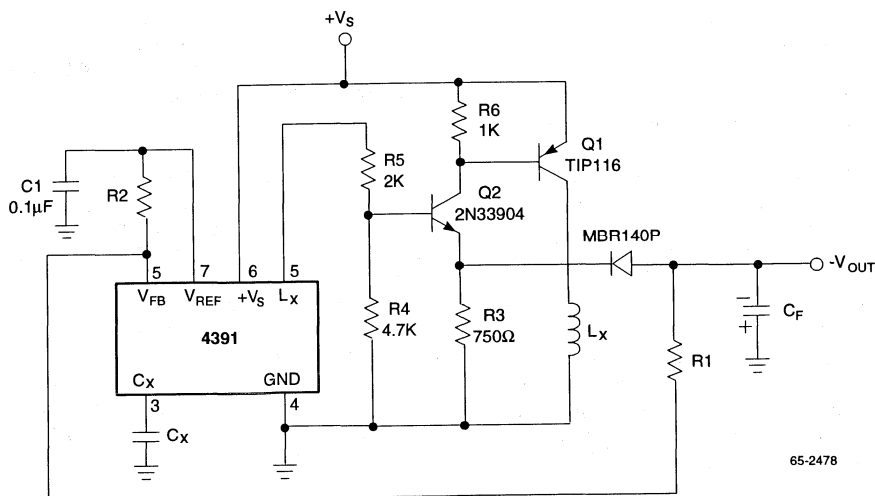 +VS
R6
1K
Q1
TIP116
R5
2K
C1
0.1μF
R2
Q2
2N33904
MBR140P
-VOUT
5
7
6
5
VFB
VREF
+VS
LX
4391
R4
4.7K
R3
750Ω
LX
CF
R1
CX
GND
3
4
CX
65-2478